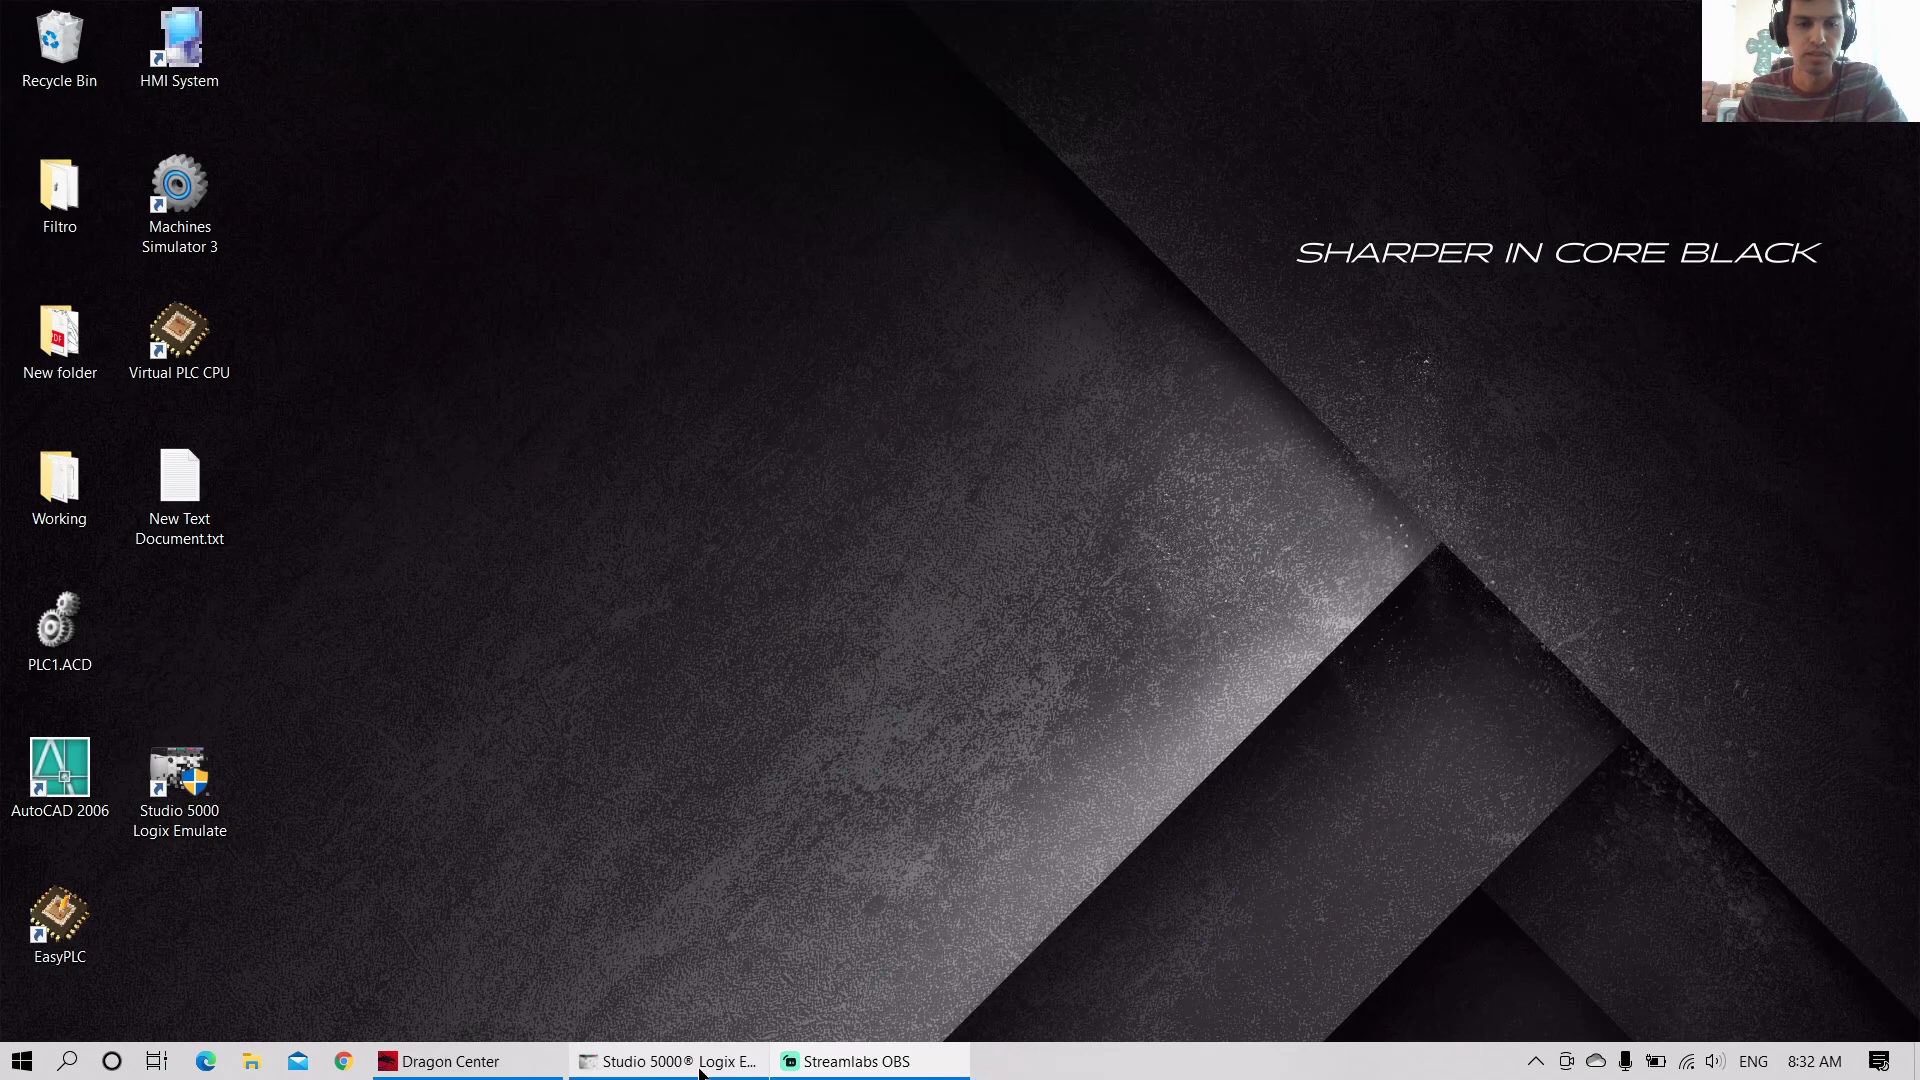 Recycle Bin
HMI System
Filtro
Machines
Simulator 3
PDF
New folder
Virtual PLC CPU
Working
New Text
Document.txt
PLC1.ACD
AutoCAD 2006
Studio 5000
Logix Emulate
EasyPLC
SHARPER IN CORE BLACK
Dragon Center
Studio 5000® Logix E...
Streamlabs OBS
ENG
8:32 AM